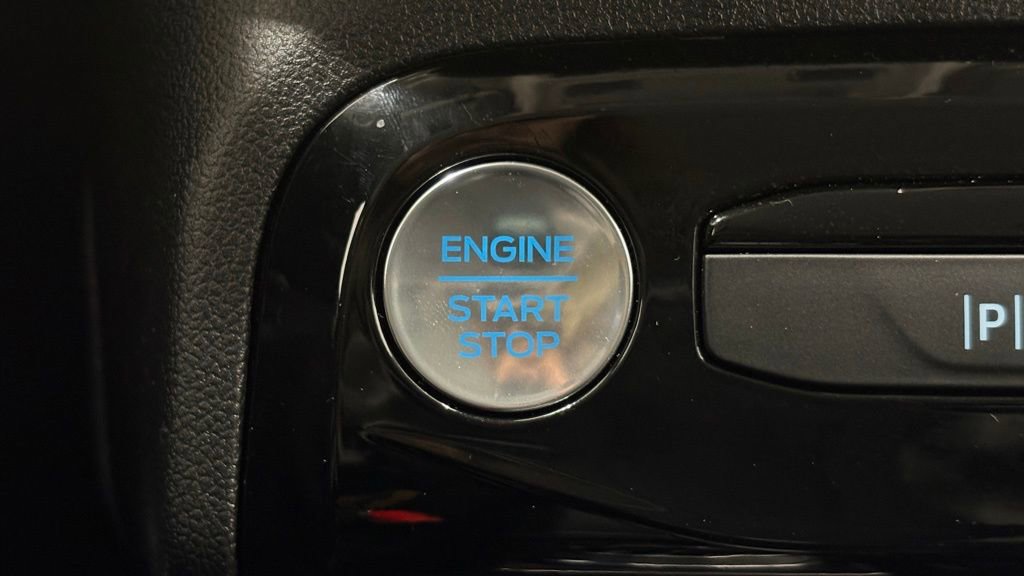 ENGINE
START
STOP
|P|